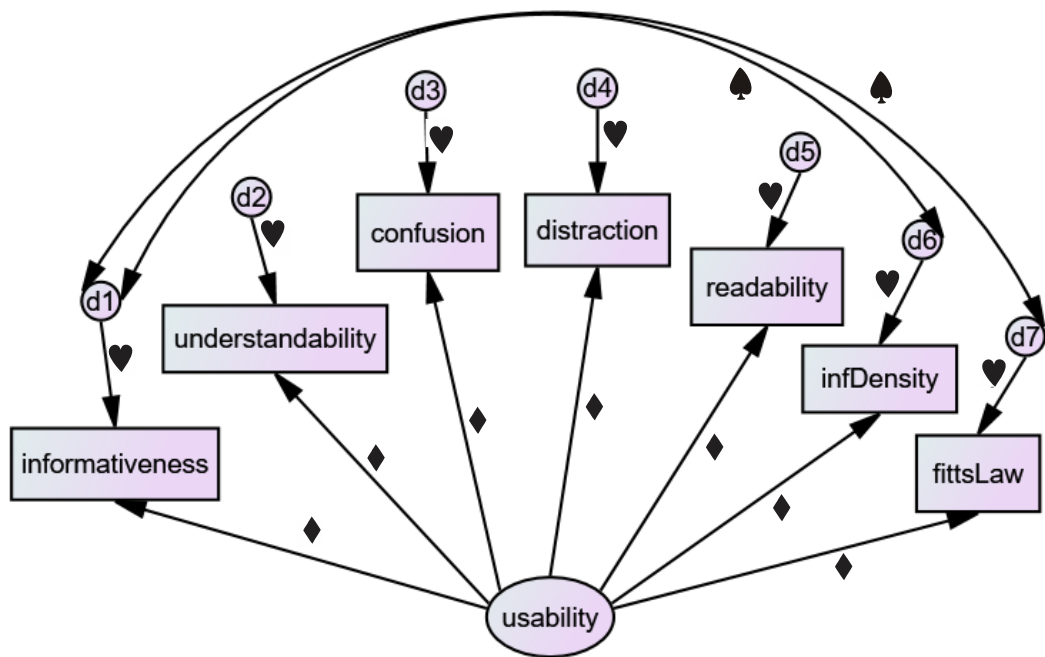 d3
d4
d5
d2
confusion
distraction
d6
readability
d1
understandability
d7
infDensity
informativeness
fittsLaw
usability